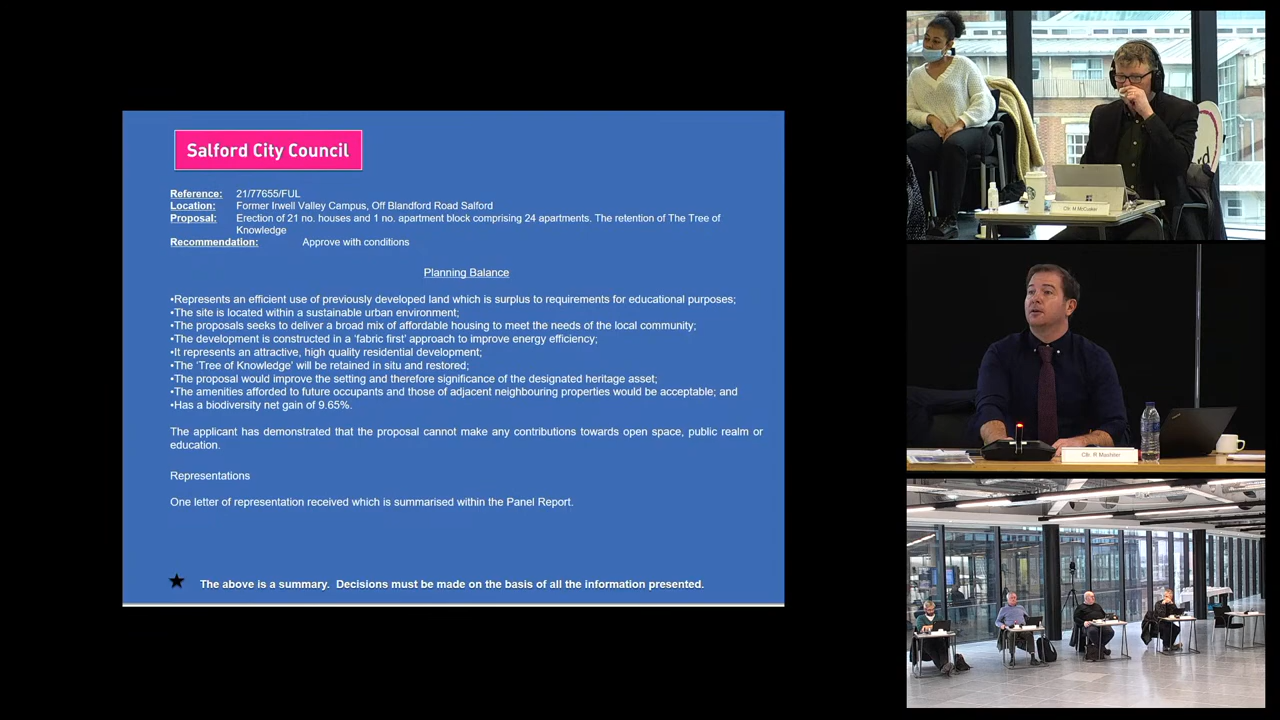 Salford City Council
Reference: 21/77655/FUL
Location: Former Irwell Valley Campus, Off Blandford Road Salford
Proposal: Erection of 21 no. houses and 1 no. apartment block comprising 24 apartments. The retention of The Tree of
Knowledge
Recommendation: Approve with conditions
Planning Balance
•Represents an efficient use of previously developed land which is surplus to requirements for educational purposes;
•The site is located within a sustainable urban environment;
•The proposals seeks to deliver a broad mix of affordable housing to meet the needs of the local community;
•The development is constructed in a 'fabric first' approach to improve energy efficiency;
•It represents an attractive, high quality residential development;
•The 'Tree of Knowledge' will be retained in situ and restored;
•The proposal would improve the setting and therefore significance of the designated heritage asset;
•The amenities afforded to future occupants and those of adjacent neighbouring properties would be acceptable; and
•Has a biodiversity net gain of 9.65%.
The applicant has demonstrated that the proposal cannot make any contributions towards open space, public realm or
education.
Representations
One letter of representation received which is summarised within the Panel Report.
The above is a summary. Decisions must be made on the basis of all the information presented.
Cllr. M McCusker
Cllr. R Mashiter